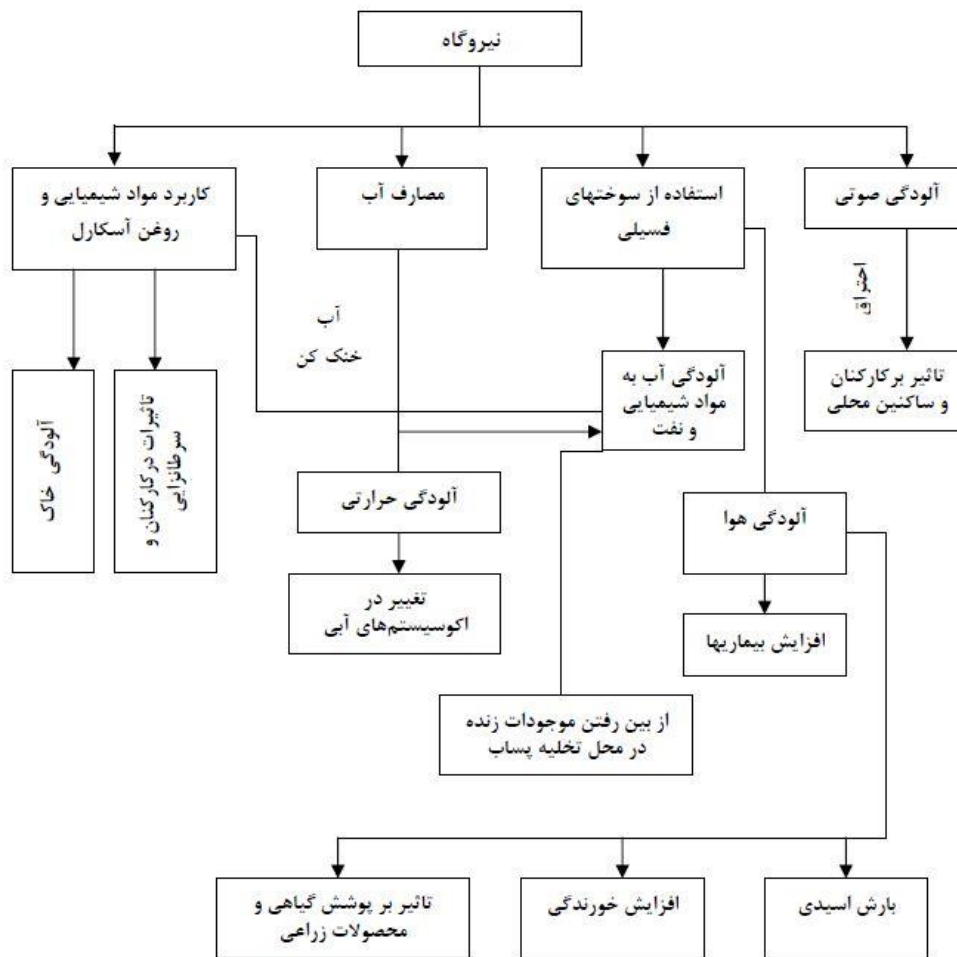 نیروگاه
آلودگی صوتی
استفاده از سوختهای
فسیلی
مصارف آب
کاربرد مواد شیمیایی و
روغن آسکارل
احتراق
آب
خنک کن
تاثیر برکارکنان
و ساکنین محلی
آلودگی آب به
مواد شیمیایی
و نفت
تاثیرات درکارکنان و
سرطانزایی
آلودگی خاک
آلودگی حرارتی
آلودگی هوا
تغییر در
اکوسیستم‌های آبی
افزایش بیماریها
از بین رفتن موجودات زنده
در محل تخلیه پساب
بارش اسیدی
افزایش خورندگی
تاثیر بر پوشش گیاهی و
محصولات زراعی